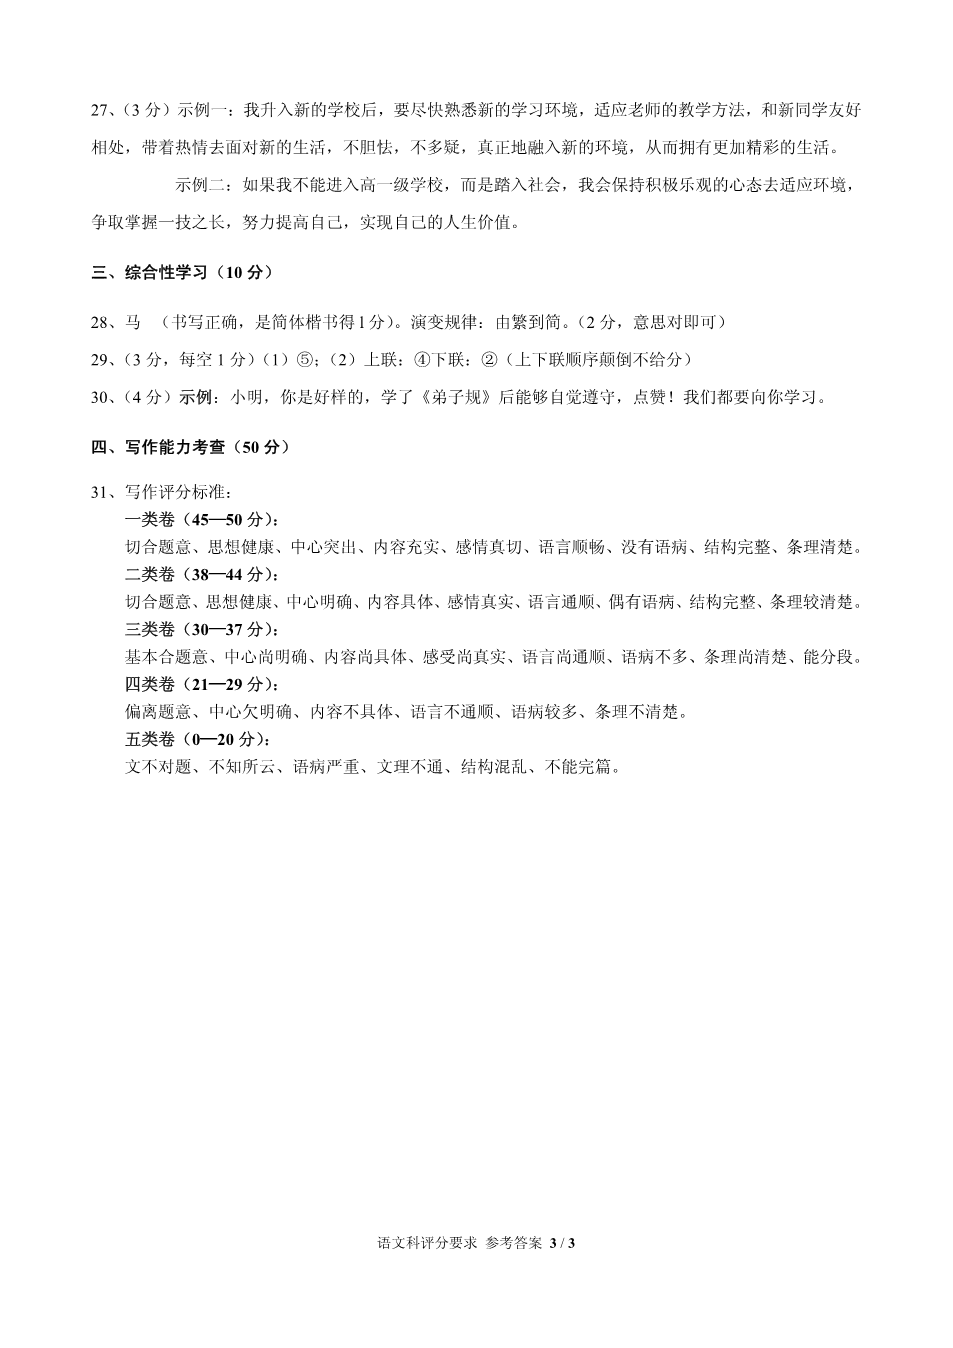 27、（3 分）示例一：我升入新的学校后，要尽快熟悉新的学习环境，适应老师的教学方法，和新同学友好
相处，带着热情去面对新的生活，不胆怯，不多疑，真正地融入新的环境，从而拥有更加精彩的生活。
示例二：如果我不能进入高一级学校，而是踏入社会，我会保持积极乐观的心态去适应环境，
争取掌握一技之长，努力提高自己，实现自己的人生价值。
三、综合性学习（10 分）
28、马 （书写正确，是简体楷书得 1 分）。演变规律：由繁到简。（2 分，意思对即可）
29、（3 分，每空 1 分）（1）⑤；（2）上联：④下联：②（上下联顺序颠倒不给分）
30、（4 分）示例：小明，你是好样的，学了《弟子规》后能够自觉遵守，点赞！我们都要向你学习。
四、写作能力考查（50 分）
31、写作评分标准：
一类卷（45—50 分）：
切合题意、思想健康、中心突出、内容充实、感情真切、语言顺畅、没有语病、结构完整、条理清楚。
二类卷（38—44 分）：
切合题意、思想健康、中心明确、内容具体、感情真实、语言通顺、偶有语病、结构完整、条理较清楚。
三类卷（30—37 分）：
基本合题意、中心尚明确、内容尚具体、感受尚真实、语言尚通顺、语病不多、条理尚清楚、能分段。
四类卷（21—29 分）：
偏离题意、中心欠明确、内容不具体、语言不通顺、语病较多、条理不清楚。
五类卷（0—20 分）：
文不对题、不知所云、语病严重、文理不通、结构混乱、不能完篇。
语文科评分要求 参考答案 3 / 3